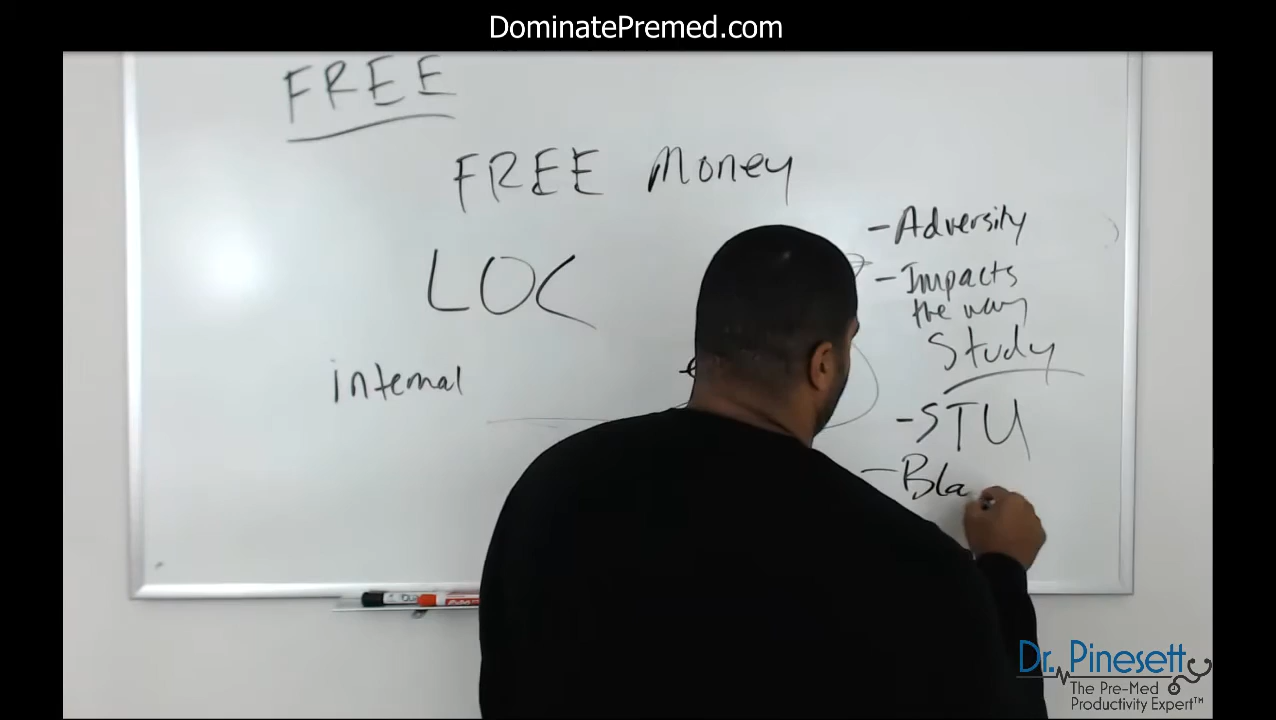 DominatePremed.com
FREE
FREE Money
LOC
internal
- Adversity
- Impacts
the way
Study
- STU
- Bla
Dr. Pinesett
The Pre-Med
Productivity Expert™